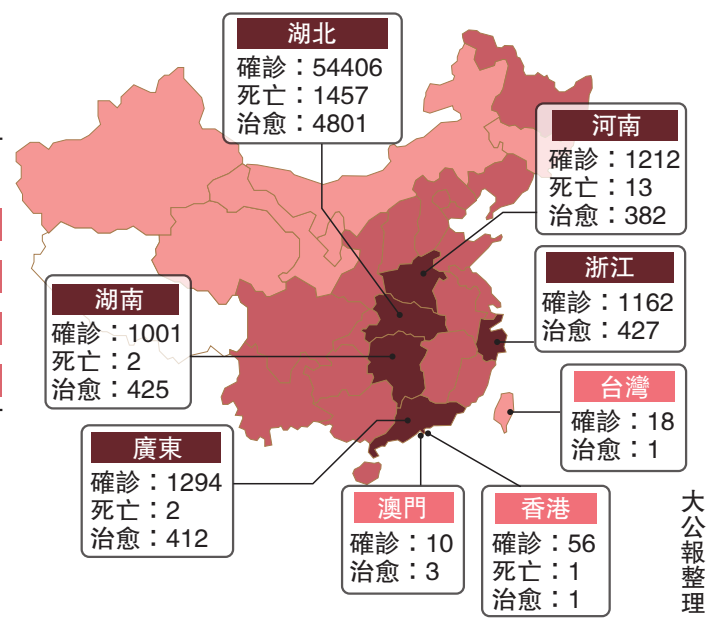 湖北
確診：54406
死亡：1457
治愈：4801
河南
確診：1212
死亡：13
治愈：382
浙江
確診：1162
治愈：427
湖南
確診：1001
死亡：2
治愈：425
台灣
確診：18
治愈：1
廣東
確診：1294
死亡：2
治愈：412
澳門
確診：10
治愈：3
香港
確診：56
死亡：1
治愈：1
大公報整理